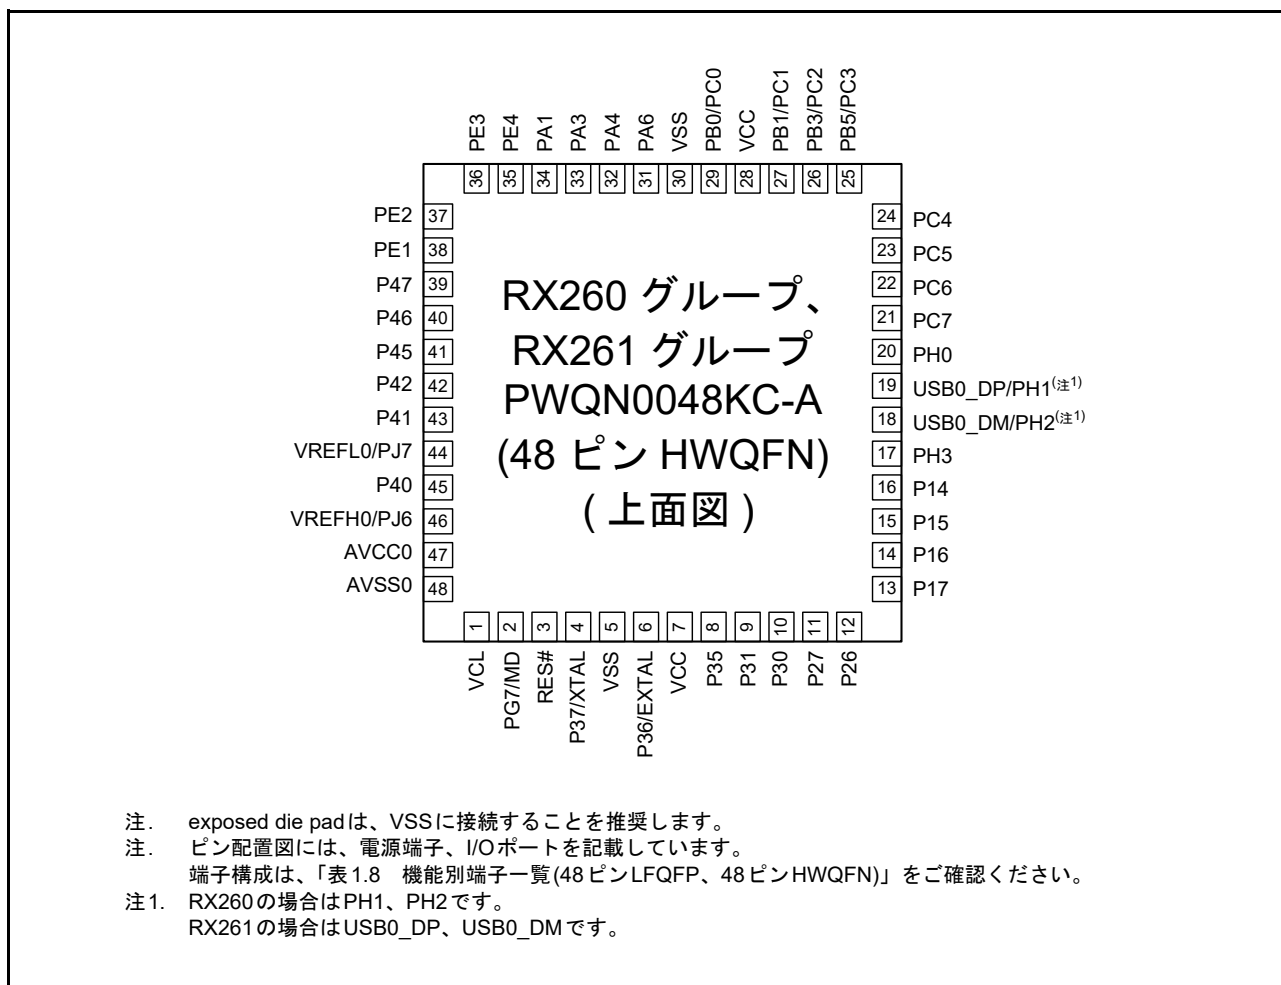 PE3
PE4
PA1
PA3
PA4
PA6
VSS
PB0/PC0
VCC
PB1/PC1
PB3/PC2
PB5/PC3
36
35
34
33
32
31
30
29
28
27
26
25
PE2 37
PE1 38
P47 39
P46 40
P45 41
P42 42
P41 43
VREFL0/PJ7 44
P40 45
VREFH0/PJ6 46
AVCC0 47
AVSS0 48
RX260 グループ、
RX261 グループ
PWQN0048KC-A
(48 ピン HWQFN)
( 上面図 )
24 PC4
23 PC5
22 PC6
21 PC7
20 PH0
19 USB0_DP/PH1(注1)
18 USB0_DM/PH2(注1)
17 PH3
16 P14
15 P15
14 P16
13 P17
1
2
3
4
5
6
7
8
9
10
11
12
VCL
PG7/MD
RES#
P37/XTAL
VSS
P36/EXTAL
VCC
P35
P31
P30
P27
P26
注. exposed die padは、VSSに接続することを推奨します。
注. ピン配置図には、電源端子、I/Oポートを記載しています。
端子構成は、「表1.8 機能別端子一覧(48ピンLFQFP、48ピンHWQFN)」をご確認ください。
注1. RX260の場合はPH1、PH2です。
RX261の場合はUSB0_DP、USB0_DMです。